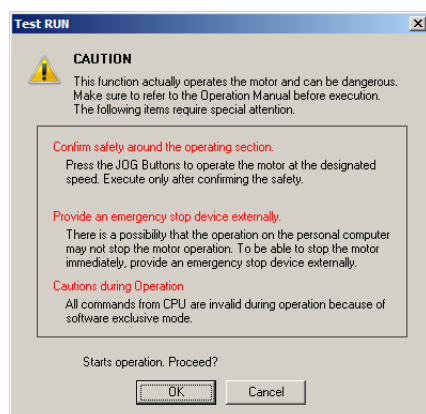 Test RUN
CAUTION
This function actually operates the motor and can be dangerous.
Make sure to refer to the Operation Manual before execution.
The following items require special attention.
Confirm safety around the operating section.
Press the JOG Buttons to operate the motor at the designated
speed. Execute only after confirming the safety.
Provide an emergency stop device externally.
There is a possibility that the operation on the personal computer
may not stop the motor operation. To be able to stop the motor
immediately, provide an emergency stop device externally.
Cautions during Operation
All commands from CPU are invalid during operation because of
software exclusive mode.
Starts operation. Proceed?
OK Cancel